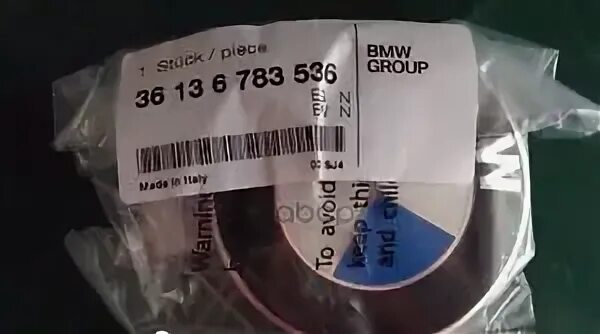 1 Stück / piece
BMW
GROUP
36 13 6 783 536
ZZ
Made in Italy
Warning
To avoid
keep thi
and chil
W